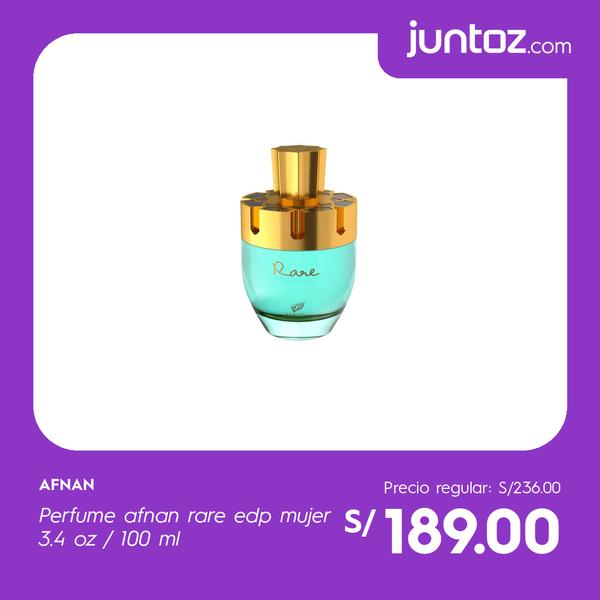 juntoz.com
Rare
AFNAN
Precio regular: S/236.00
Perfume afnan rare edp mujer
3.4 oz / 100 ml
S/189.00